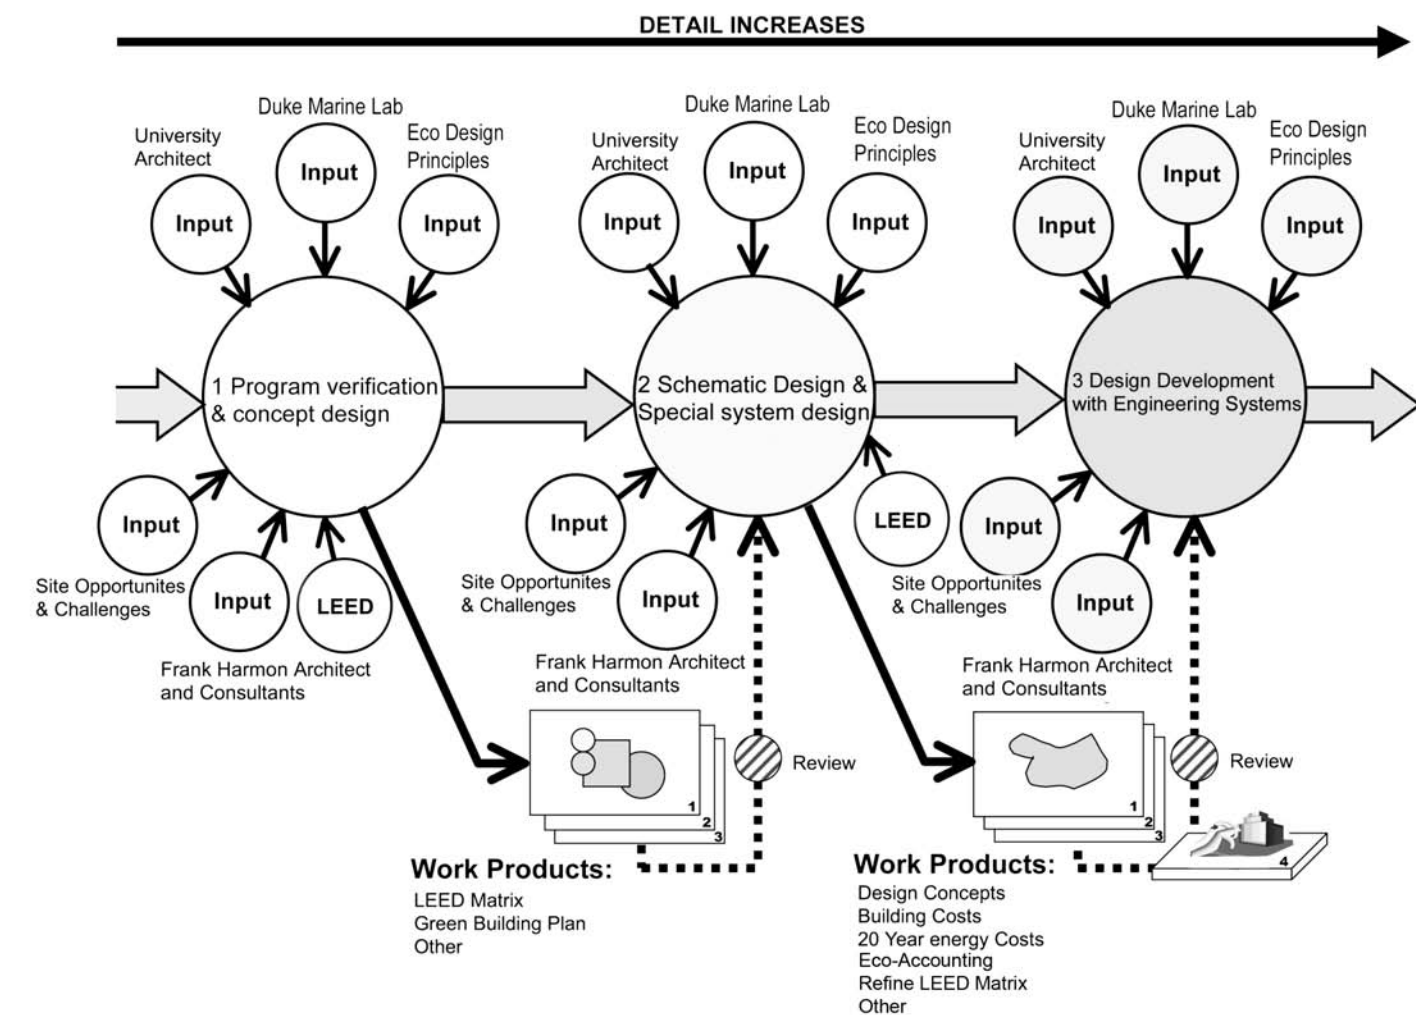 DETAIL INCREASES
University
Architect
Input
Duke Marine Lab
Input
Eco Design
Principles
Input
1 Program verification
& concept design
Input
Site Opportunites
& Challenges
Input
Frank Harmon Architect
and Consultants
LEED
University
Architect
Input
Duke Marine Lab
Input
Eco Design
Principles
Input
2 Schematic Design &
Special system design
Input
Site Opportunites
& Challenges
Input
Frank Harmon Architect
and Consultants
LEED
University
Architect
Input
Duke Marine Lab
Input
Eco Design
Principles
Input
3 Design Development
with Engineering Systems
Input
Site Opportunites
& Challenges
Input
Frank Harmon Architect
and Consultants
1
2
3
Review
Work Products:
LEED Matrix
Green Building Plan
Other
1
2
3
4
Review
Work Products:
Design Concepts
Building Costs
20 Year energy Costs
Eco-Accounting
Refine LEED Matrix
Other